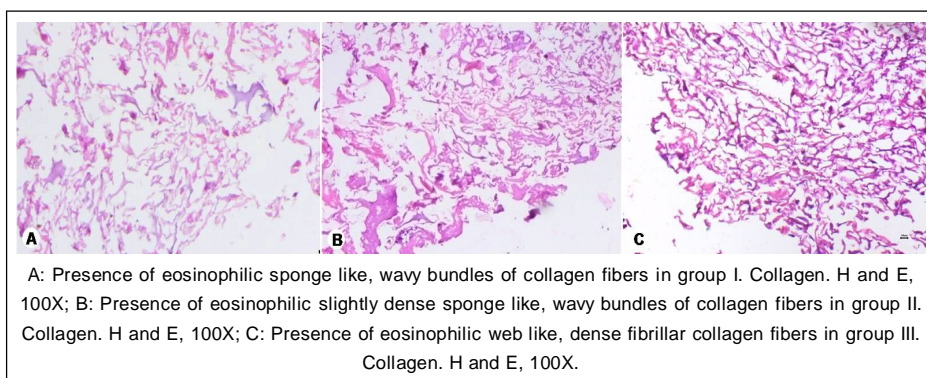 A
B
C
A: Presence of eosinophilic sponge like, wavy bundles of collagen fibers in group I. Collagen. H and E,
100X; B: Presence of eosinophilic slightly dense sponge like, wavy bundles of collagen fibers in group II.
Collagen. H and E, 100X; C: Presence of eosinophilic web like, dense fibrillar collagen fibers in group III.
Collagen. H and E, 100X.